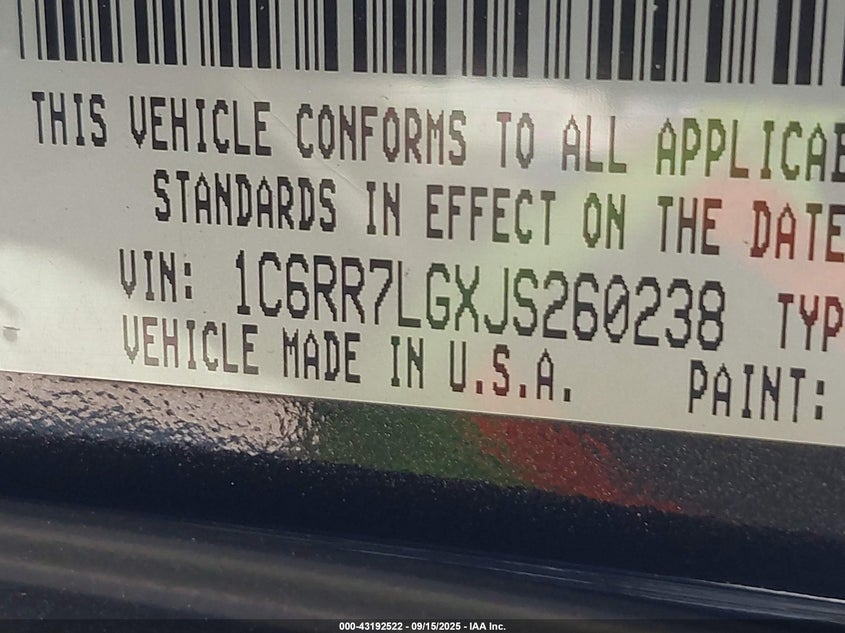 THIS VEHICLE CONFORMS TO ALL APPLICAB
STANDARDS IN EFFECT ON THE DATE
VIN: 1C6RR7LGXJS260238 TYP
VEHICLE MADE IN U.S.A. PAINT:
000-43192522 - 09/15/2025 - IAA Inc.